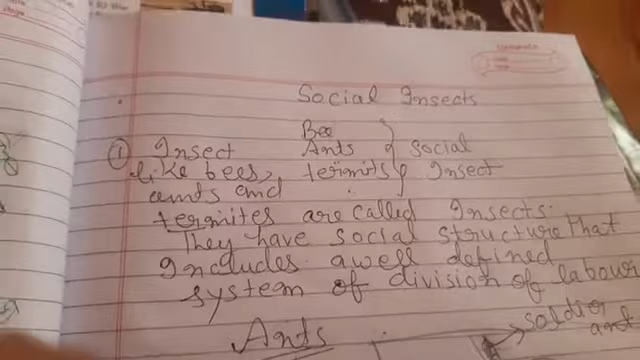 Social Insects
Bee
Ants } Social
termits Insect
① Insect
like bees,
ants and
termites are called Insects.
They have social structure that
Includes a well defined
system of division of labour
Ants
soldier
ant